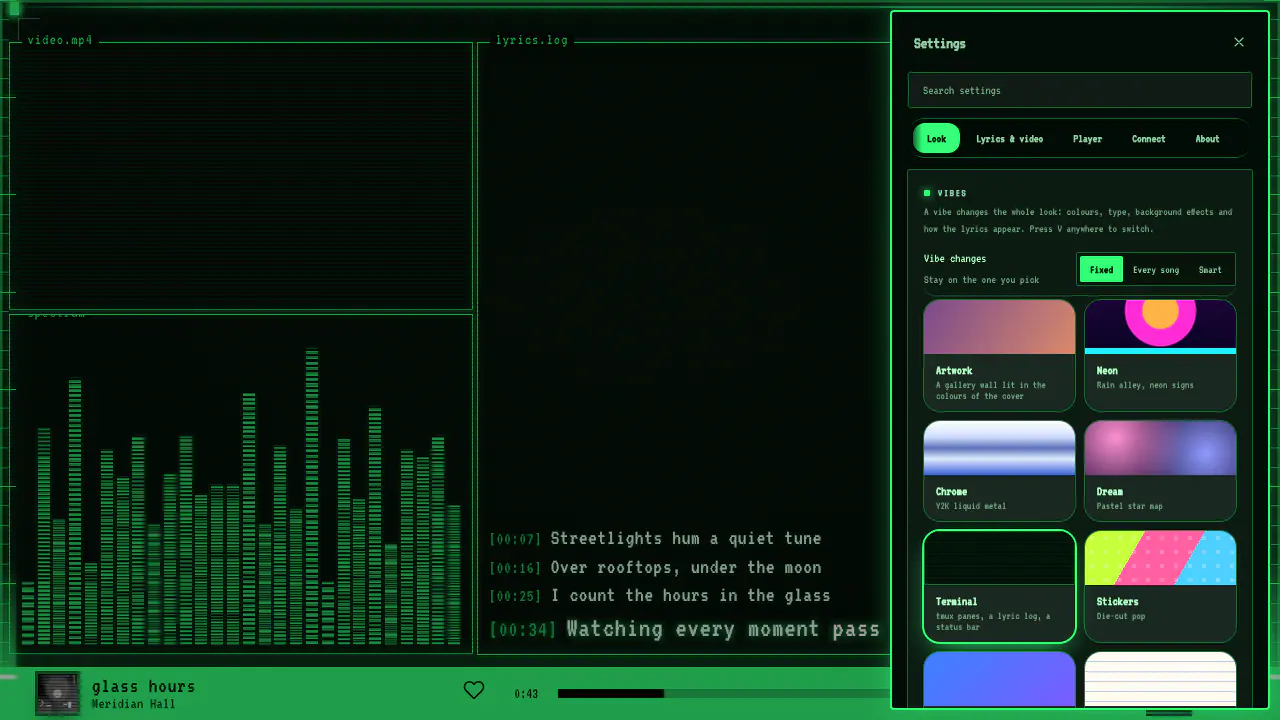 video.mp4
lyrics.log
spectrum
[00:07] Streetlights hum a quiet tune
[00:16] Over rooftops, under the moon
[00:25] I count the hours in the glass
[00:34] Watching every moment pass
glass hours
Meridian Hall
0:43
Settings
Search settings
Look
Lyrics & video
Player
Connect
About
VIBES
A vibe changes the whole look: colours, type, background effects and
how the lyrics appear. Press V anywhere to switch.
Vibe changes
Stay on the one you pick
Fixed
Every song
Smart
Artwork
A gallery wall lit in the
colours of the cover
Neon
Rain alley, neon signs
Chrome
Y2K liquid metal
Dream
Pastel star map
Terminal
tmux panes, a lyric log, a
status bar
Stickers
Die-cut pop